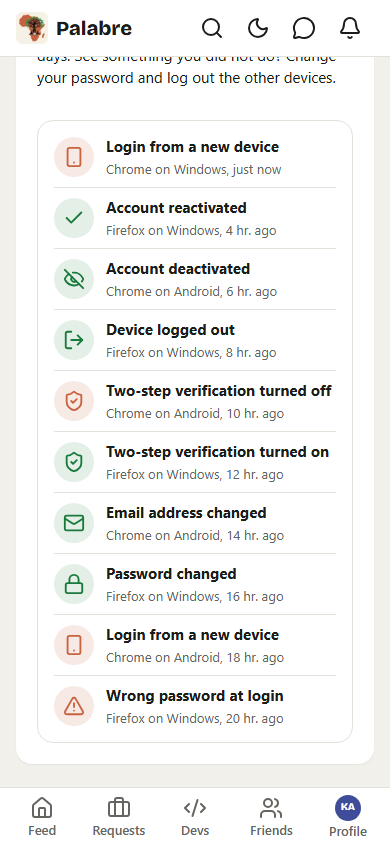 Palabre
days. See something you did not do? Change
your password and log out the other devices.
Login from a new device
Chrome on Windows, just now
Account reactivated
Firefox on Windows, 4 hr. ago
Account deactivated
Chrome on Android, 6 hr. ago
Device logged out
Firefox on Windows, 8 hr. ago
Two-step verification turned off
Chrome on Android, 10 hr. ago
Two-step verification turned on
Firefox on Windows, 12 hr. ago
Email address changed
Chrome on Android, 14 hr. ago
Password changed
Firefox on Windows, 16 hr. ago
Login from a new device
Chrome on Android, 18 hr. ago
Wrong password at login
Firefox on Windows, 20 hr. ago
KA
Feed Requests Devs Friends Profile